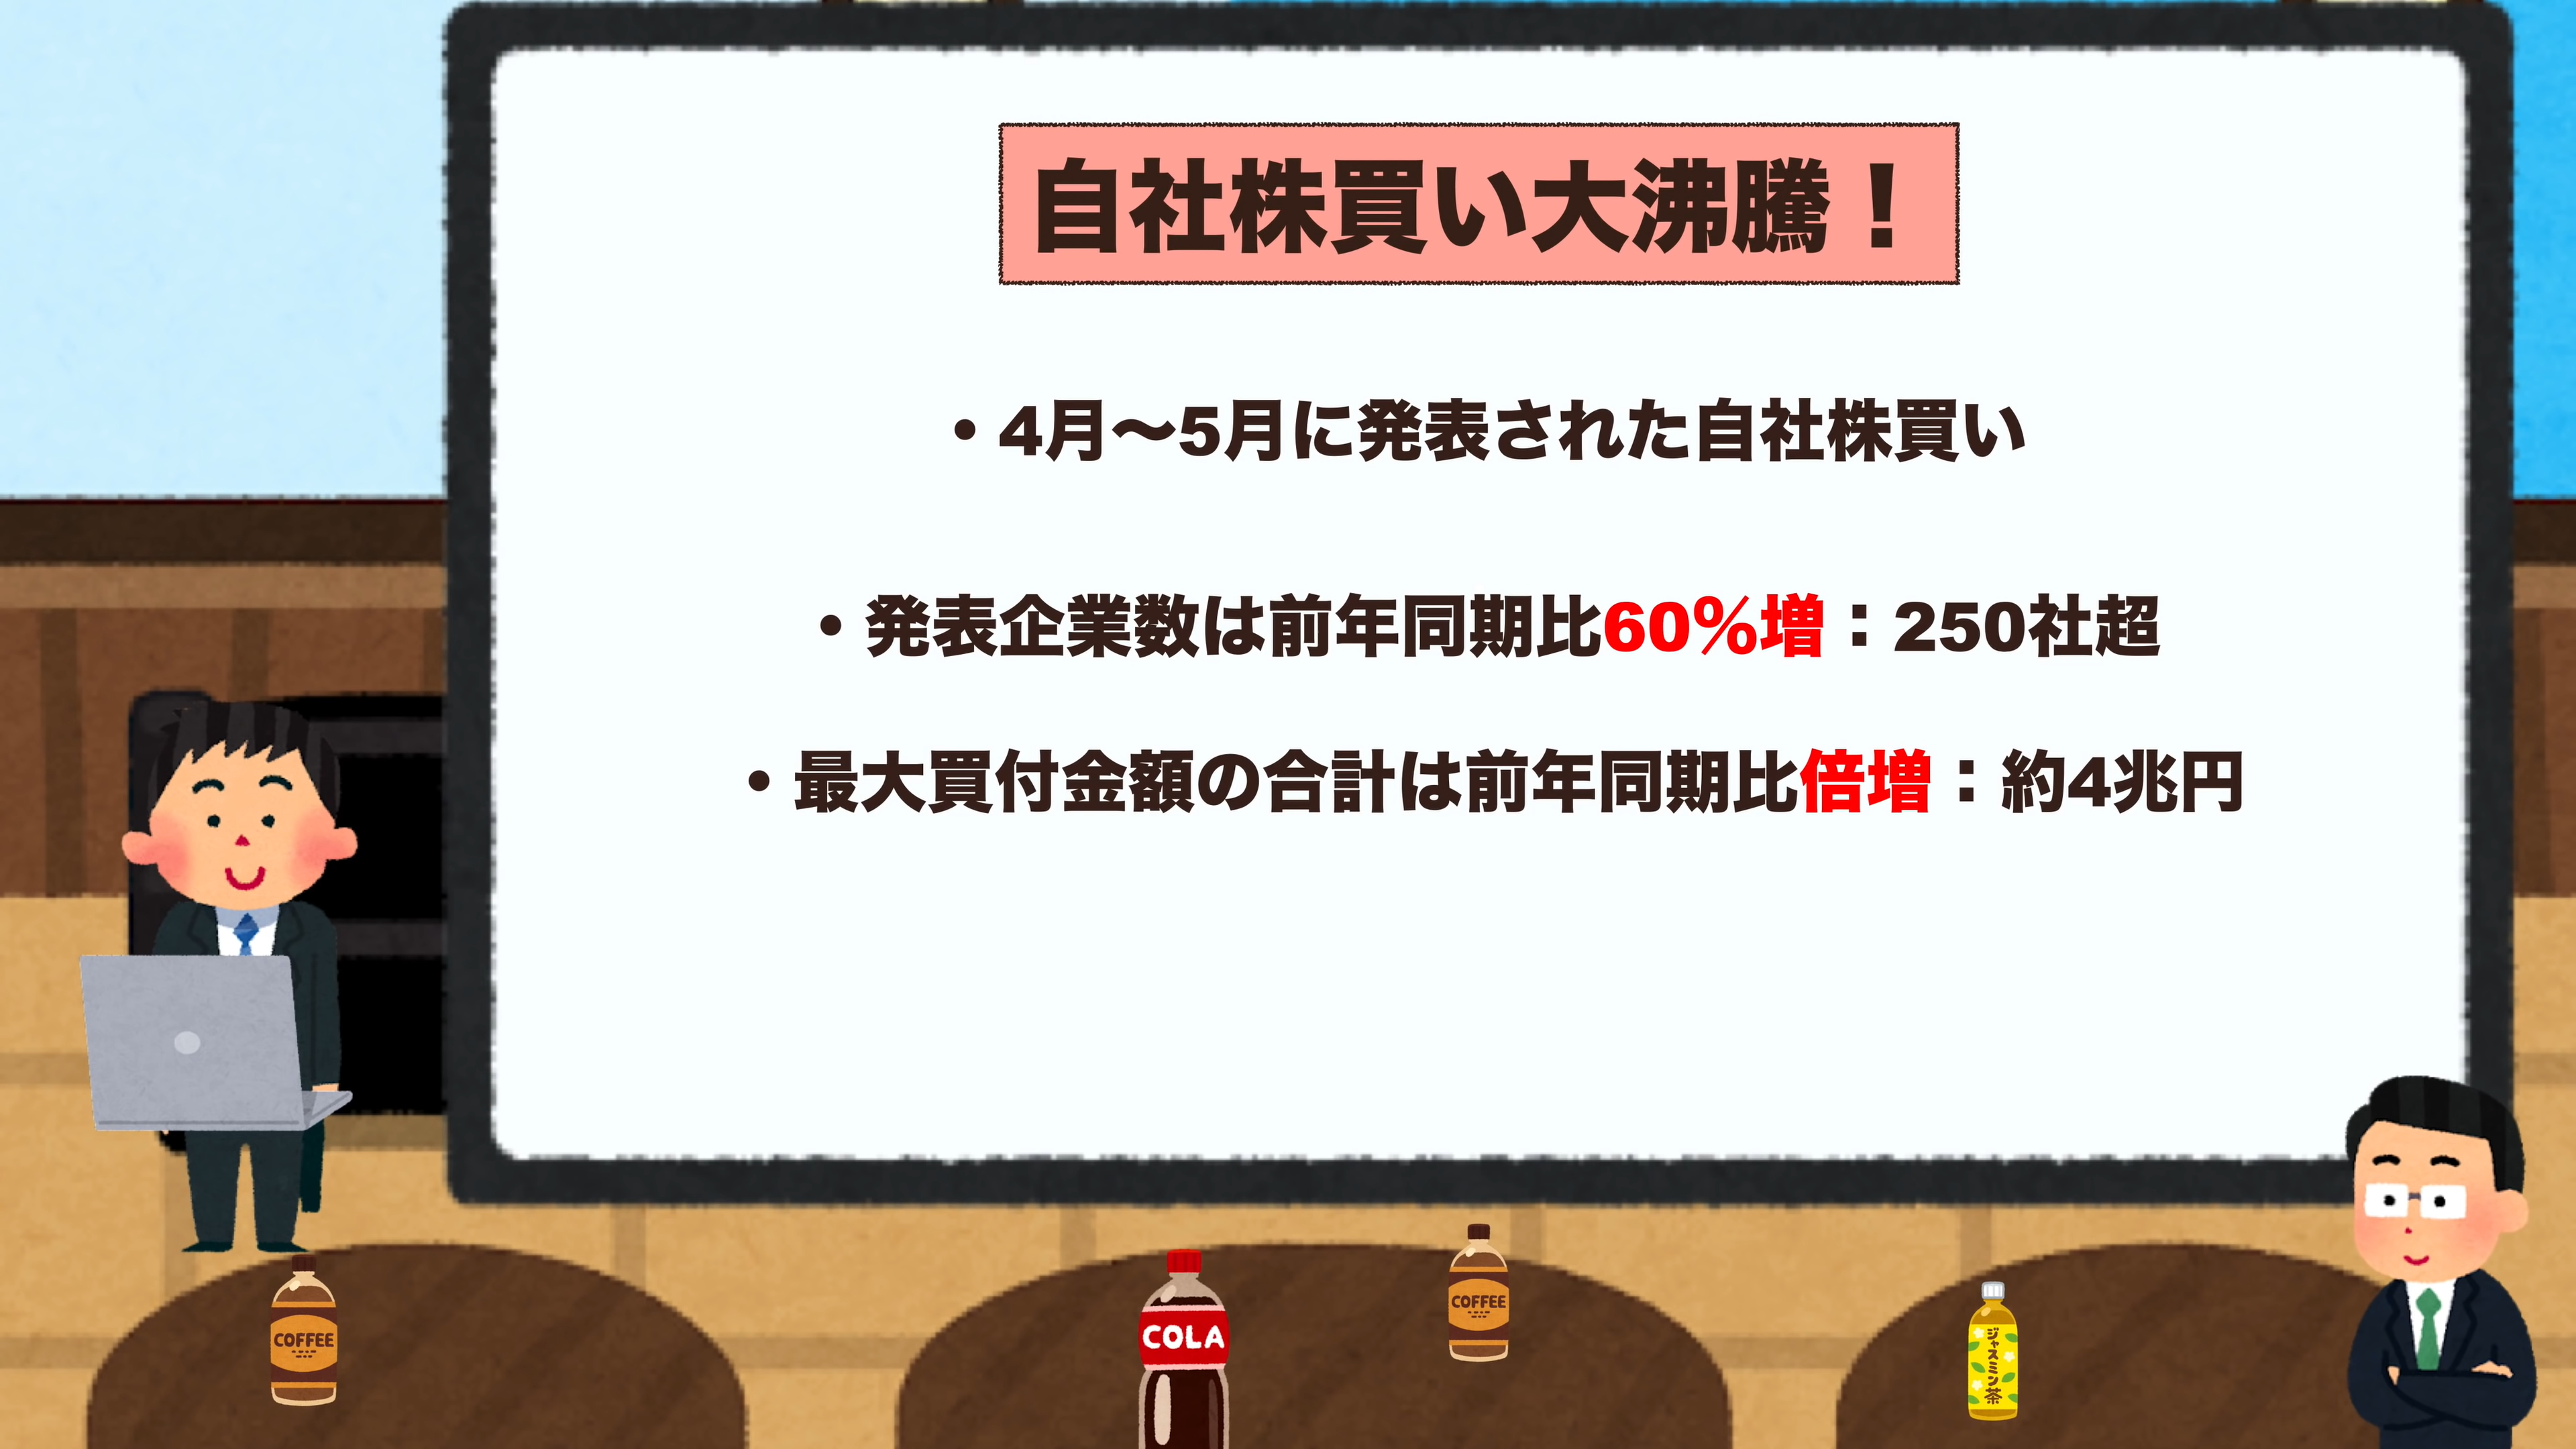 自社株買い大沸騰！
・4月〜5月に発表された自社株買い
・発表企業数は前年同期比60%増：250社超
・最大買付金額の合計は前年同期比倍増：約4兆円
COFFEE
COLA
COFFEE
ジャスミン茶